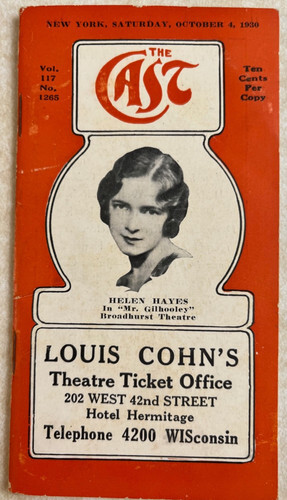 NEW YORK, SATURDAY, OCTOBER 4, 1930
THE
CAST
Vol.
117
No.
1265
Ten
Cents
Per
Copy
HELEN HAYES
In "Mr. Gilhooley"
Broadhurst Theatre
LOUIS COHN'S
Theatre Ticket Office
202 WEST 42nd STREET
Hotel Hermitage
Telephone 4200 WISconsin